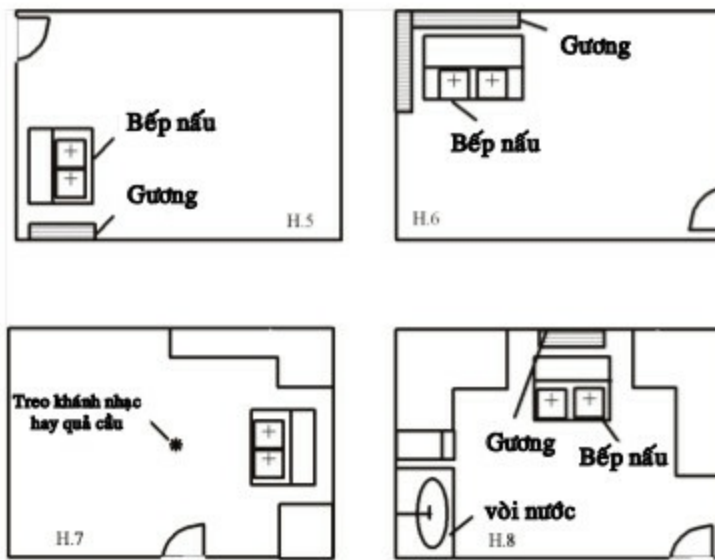 Bếp nấu
Gương
H.5
Gương
Bếp nấu
H.6
Treo khánh nhạc
hay quả cầu
H.7
Gương
Bếp nấu
vòi nước
H.8